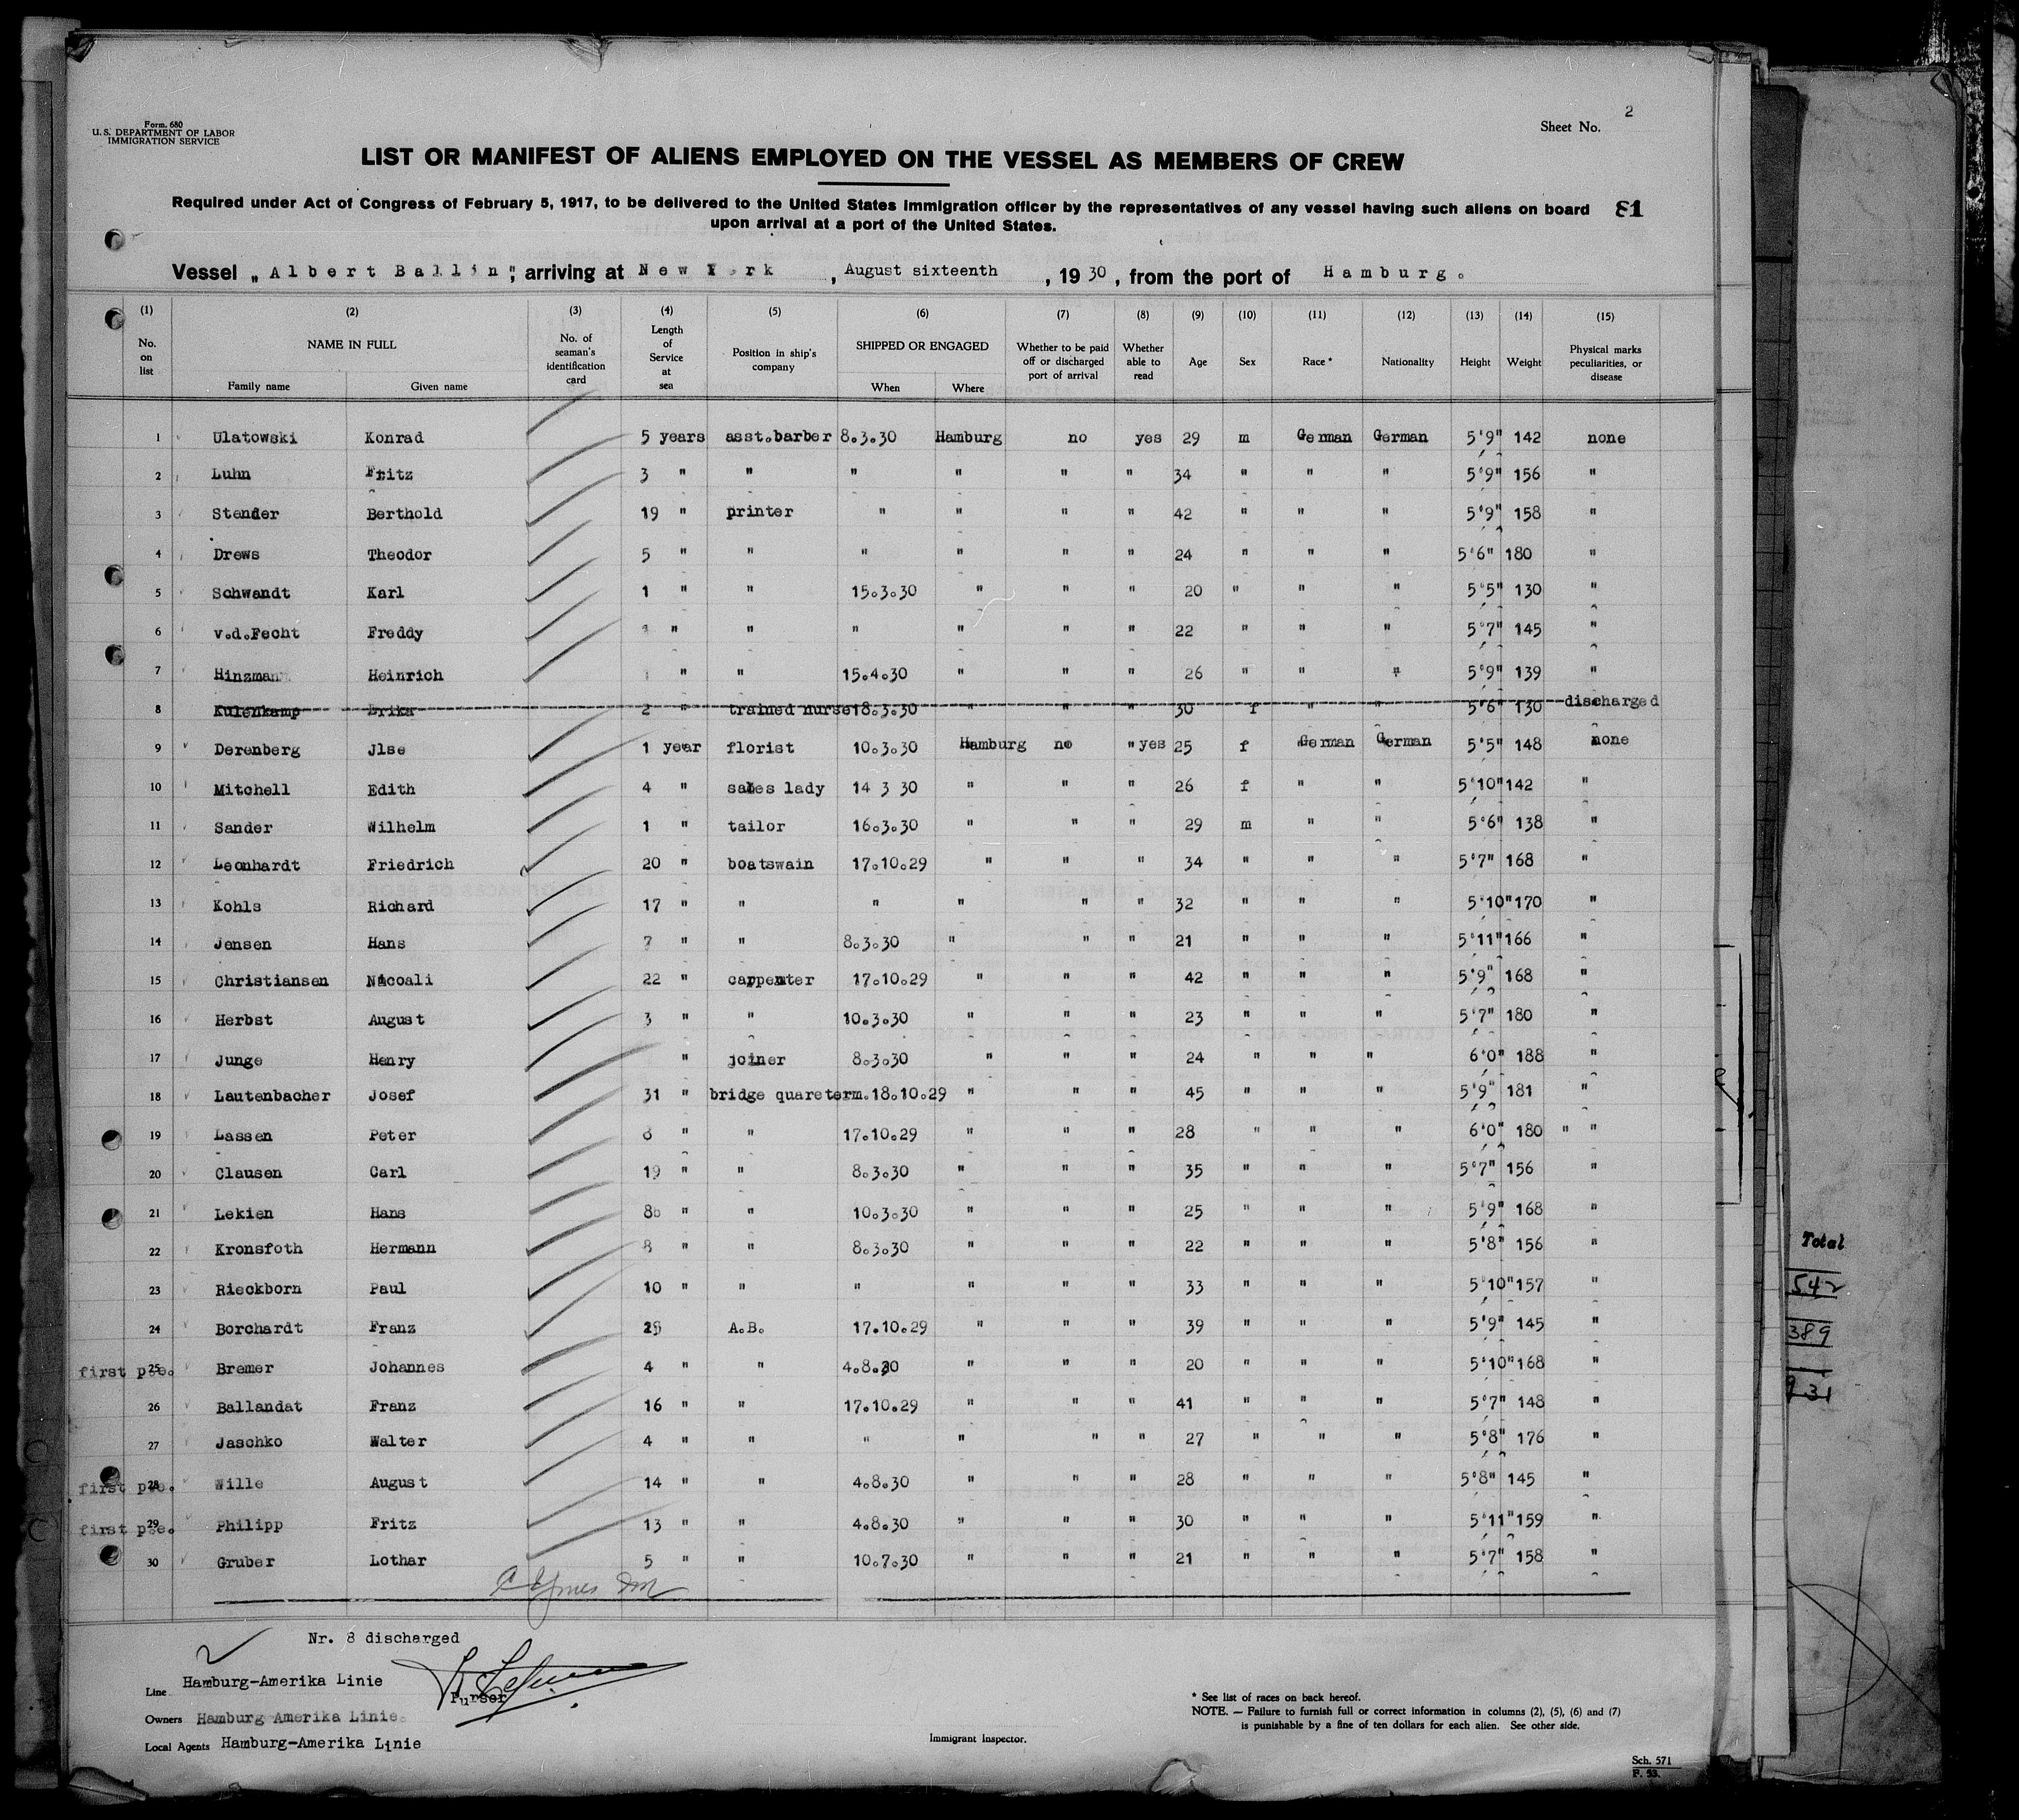 Form. 680
U. S. DEPARTMENT OF LABOR
IMMIGRATION SERVICE
Sheet No. 2
LIST OR MANIFEST OF ALIENS EMPLOYED ON THE VESSEL AS MEMBERS OF CREW
Required under Act of Congress of February 5, 1917, to be delivered to the United States immigration officer by the representatives of any vessel having such aliens on board
upon arrival at a port of the United States.
81
Vessel „Albert Ballin", arriving at New York, August sixteenth, 1930, from the port of Hamburg.
(1) (2) (3) (4) (5) (6) (7) (8) (9) (10) (11) (12) (13) (14) (15)
No. on list NAME IN FULL Family name Given name No. of seaman's identification card Length of Service at sea Position in ship's company SHIPPED OR ENGAGED When Where Whether to be paid off or discharged port of arrival Whether able to read Age Sex Race * Nationality Height Weight Physical marks peculiarities, or disease
1 Ulatowski Konrad 5 years asst.barber 8.3.30 Hamburg no yes 29 m German German 5'9" 142 none
2 Luhn Fritz 3 " " " " " " 34 " " " 5'9" 156 "
3 Stender Berthold 19 " printer " " " " 42 " " " 5'9" 158 "
4 Drews Theodor 5 " " " " " " 24 " " " 5'6" 180 "
5 Schwandt Karl 1 " " 15.3.30 " " " 20 " " " 5'5" 130 "
6 v.d.Fecht Freddy " " " " " " 22 " " " 5'7" 145 "
7 Hinzmann Heinrich " " 15.4.30 " " " 26 " " " 5'9" 139 "
8 Kulenkamp Erika 2 " trained nurse 18.3.30 " " " 30 f " " 5'6" 130 discharged
9 Derenberg Jlse 1 year florist 10.3.30 Hamburg no " yes 25 f German German 5'5" 148 none
10 Mitchell Edith 4 " sales lady 14 3 30 " " " 26 f " " 5'10" 142 "
11 Sander Wilhelm 1 " tailor 16.3.30 " " " 29 m " " 5'6" 138 "
12 Leonhardt Friedrich 20 " boatswain 17.10.29 " " " 34 " " " 5'7" 168 "
13 Kohls Richard 17 " " " " " " 32 " " " 5'10" 170 "
14 Jensen Hans 7 " " 8.3.30 " " " 21 " " " 5'11" 166 "
15 Christiansen Nicoali 22 " carpenter 17.10.29 " " " 42 " " " 5'9" 168 "
16 Herbst August 3 " " 10.3.30 " " " 23 " " " 5'7" 180 "
17 Junge Henry " joiner 8.3.30 " " " 24 " " " 6'0" 188 "
18 Lautenbacher Josef 31 " bridge quareterm. 18.10.29 " " " 45 " " " 5'9" 181 "
19 Lassen Peter 8 " " 17.10.29 " " " 28 " " " 6'0" 180 " "
20 Clausen Carl 19 " " 8.3.30 " " " 35 " " " 5'7" 156 "
21 Lekien Hans 8 " " 10.3.30 " " " 25 " " " 5'9" 168 "
22 Kronsfoth Hermann 8 " " 8.3.30 " " " 22 " " " 5'8" 156 "
23 Rieckborn Paul 10 " " " " " " 33 " " " 5'10" 157 "
24 Borchardt Franz " A.B. 17.10.29 " " " 39 " " " 5'9" 145 "
first pse. 25 Bremer Johannes 4 " " 4.8.30 " " " 20 " " " 5'10" 168 "
26 Ballandat Franz 16 " " 17.10.29 " " " 41 " " " 5'7" 148 "
27 Jaschko Walter 4 " " " " " " 27 " " " 5'8" 176 "
first pse. 28 Wille August 14 " " 4.8.30 " " " 28 " " " 5'8" 145 "
first pse. 29 Philipp Fritz 13 " " 4.8.30 " " " 30 " " " 5'11" 159 "
30 Gruber Lothar 5 " " 10.7.30 " " " 21 " " " 5'7" 158 "
Nr. 8 discharged
Line Hamburg-Amerika Linie
Purser
Owners Hamburg Amerika Linie
Local Agents Hamburg-Amerika Linie
Immigrant Inspector.
* See list of races on back hereof.
NOTE. — Failure to furnish full or correct information in columns (2), (5), (6) and (7)
is punishable by a fine of ten dollars for each alien. See other side.
Sch. 571
F. 53.
Total
542
389
931